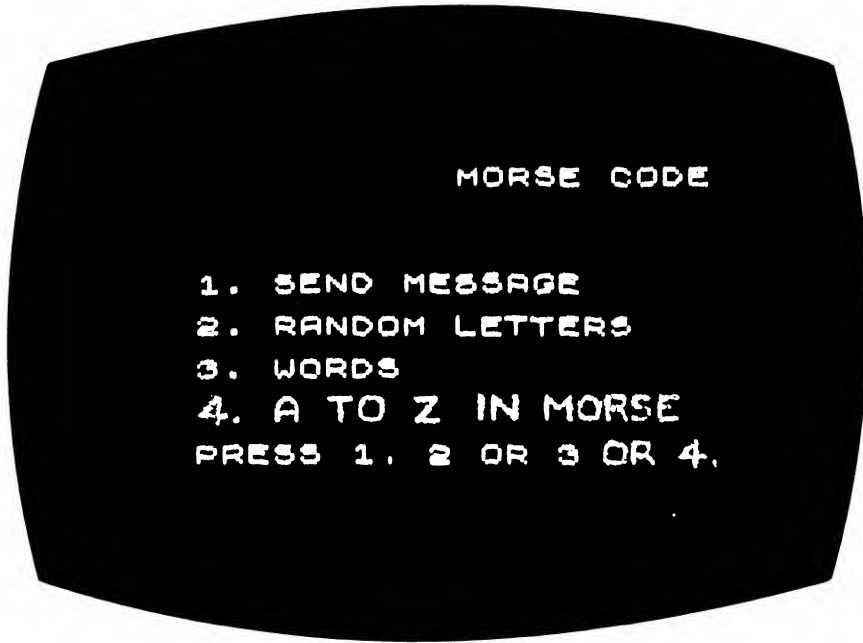 MORSE CODE
1. SEND MESSAGE
2. RANDOM LETTERS
3. WORDS
4. A TO Z IN MORSE
PRESS 1, 2 OR 3 OR 4.